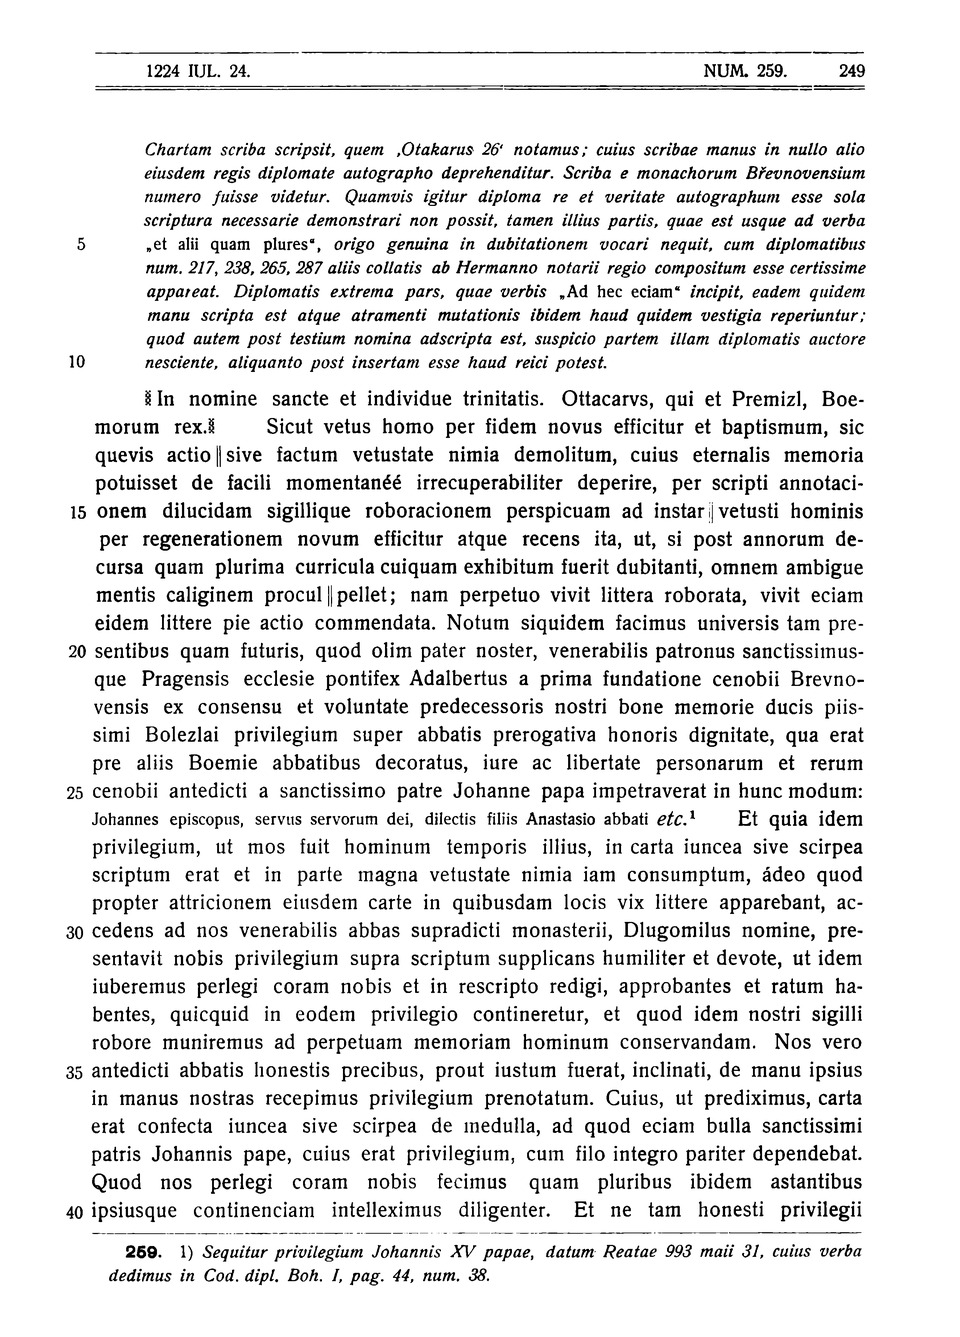 1224 IUL. 24. NUM. 259. 249
Chartam scriba scripsit, quem ‚Otakarus 26‘ notamus; cuius scribae manus in nullo alio
eiusdem regis diplomate autographo deprehenditur. Scriba e monachorum Břevnovensium
numero fuisse videtur. Quamvis igitur diploma re et veritate autographum esse sola
scriptura necessarie demonstrari non possit, tamen illius partis, quae est usque ad verba
5 „et alii quam plures“, origo genuina in dubitationem vocari nequit, cum diplomatibus
num. 217, 238, 265, 287 aliis collatis ab Hermanno notarii regio compositum esse certissime
appareat. Diplomatis extrema pars, quae verbis „Ad hec eciam“ incipit, eadem quidem
manu scripta est atque atramenti mutationis ibidem haud quidem vestigia reperiuntur;
quod autem post testium nomina adscripta est, suspicio partem illam diplomatis auctore
10 nesciente, aliquanto post insertam esse haud reici potest.
⁑ In nomine sancte et individue trinitatis. Ottacarvs, qui et Premizl, Boe-
morum rex.⁑ Sicut vetus homo per fidem novus efficitur et baptismum, sic
quevis actio || sive factum vetustate nimia demolitum, cuius eternalis memoria
potuisset de facili momentanéé irrecuperabiliter deperire, per scripti annotaci-
15 onem dilucidam sigillique roboracionem perspicuam ad instar || vetusti hominis
per regenerationem novum efficitur atque recens ita, ut, si post annorum de-
cursa quam plurima curricula cuiquam exhibitum fuerit dubitanti, omnem ambigue
mentis caliginem procul || pellet; nam perpetuo vivit littera roborata, vivit eciam
eidem littere pie actio commendata. Notum siquidem facimus universis tam pre-
20 sentibus quam futuris, quod olim pater noster, venerabilis patronus sanctissimus-
que Pragensis ecclesie pontifex Adalbertus a prima fundatione cenobii Brevno-
vensis ex consensu et voluntate predecessoris nostri bone memorie ducis piis-
simi Bolezlai privilegium super abbatis prerogativa honoris dignitate, qua erat
pre aliis Boemie abbatibus decoratus, iure ac libertate personarum et rerum
25 cenobii antedicti a sanctissimo patre Johanne papa impetraverat in hunc modum:
Johannes episcopus, servus servorum dei, dilectis filiis Anastasio abbati etc.¹ Et quia idem
privilegium, ut mos fuit hominum temporis illius, in carta iuncea sive scirpea
scriptum erat et in parte magna vetustate nimia iam consumptum, ádeo quod
propter attricionem eiusdem carte in quibusdam locis vix littere apparebant, ac-
30 cedens ad nos venerabilis abbas supradicti monasterii, Dlugomilus nomine, pre-
sentavit nobis privilegium supra scriptum supplicans humiliter et devote, ut idem
iuberemus perlegi coram nobis et in rescripto redigi, approbantes et ratum ha-
bentes, quicquid in eodem privilegio contineretur, et quod idem nostri sigilli
robore muniremus ad perpetuam memoriam hominum conservandam. Nos vero
35 antedicti abbatis honestis precibus, prout iustum fuerat, inclinati, de manu ipsius
in manus nostras recepimus privilegium prenotatum. Cuius, ut prediximus, carta
erat confecta iuncea sive scirpea de medulla, ad quod eciam bulla sanctissimi
patris Johannis pape, cuius erat privilegium, cum filo integro pariter dependebat.
Quod nos perlegi coram nobis fecimus quam pluribus ibidem astantibus
40 ipsiusque continenciam intelleximus diligenter. Et ne tam honesti privilegii
259. 1) Sequitur privilegium Johannis XV papae, datum Reatae 993 maii 31, cuius verba
dedimus in Cod. dipl. Boh. I, pag. 44, num. 38.